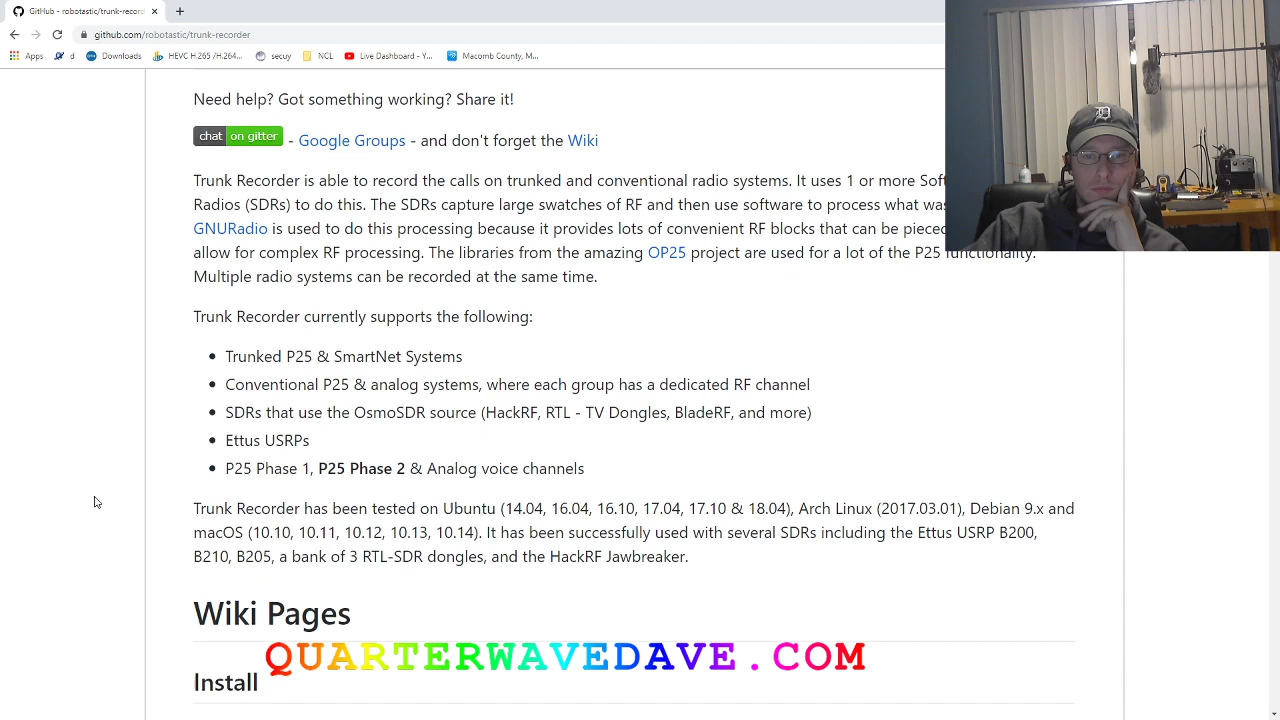 GitHub - robotastic/trunk-record
github.com/robotastic/trunk-recorder
Apps d Downloads HEVC H.265 /H.264... secuy NCL Live Dashboard - Y... Macomb County, M...
Need help? Got something working? Share it!
chat on gitter - Google Groups - and don't forget the Wiki
Trunk Recorder is able to record the calls on trunked and conventional radio systems. It uses 1 or more
Radios (SDRs) to do this. The SDRs capture large swatches of RF and then use software to process what
GNURadio is used to do this processing because it provides lots of convenient RF blocks that can be
allow for complex RF processing. The libraries from the amazing OP25 project are used for a lot of the P25 functionality.
Multiple radio systems can be recorded at the same time.
Trunk Recorder currently supports the following:
• Trunked P25 & SmartNet Systems
• Conventional P25 & analog systems, where each group has a dedicated RF channel
• SDRs that use the OsmoSDR source (HackRF, RTL - TV Dongles, BladeRF, and more)
• Ettus USRPs
• P25 Phase 1, P25 Phase 2 & Analog voice channels
Trunk Recorder has been tested on Ubuntu (14.04, 16.04, 16.10, 17.04, 17.10 & 18.04), Arch Linux (2017.03.01), Debian 9.x and
macOS (10.10, 10.11, 10.12, 10.13, 10.14). It has been successfully used with several SDRs including the Ettus USRP B200,
B210, B205, a bank of 3 RTL-SDR dongles, and the HackRF Jawbreaker.
Wiki Pages
QUARTERWAVEDAVE.COM
Install